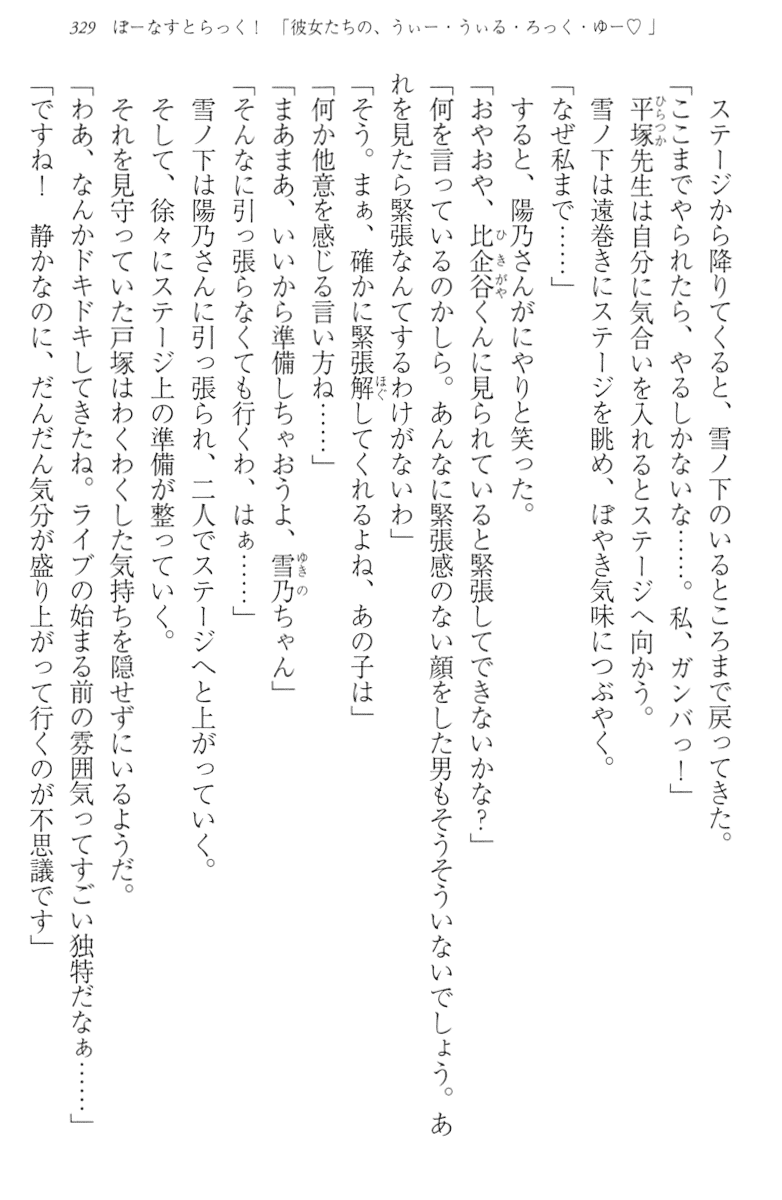 329　ぼーなすとらっく！　「彼女たちの、うぃー・うぃる・ろっく・ゆー♡」
ステージから降りてくると、雪ノ下のいるところまで戻ってきた。
「ここまでやられたら、やるしかないな……。私、ガンバっ！」
平塚先生は自分に気合いを入れるとステージへ向かう。
雪ノ下は遠巻きにステージを眺め、ぼやき気味につぶやく。
「なぜ私まで……」
すると、陽乃さんがにやりと笑った。
「おやおや、比企谷くんに見られていると緊張してできないかな？」
「何を言っているのかしら。あんなに緊張感のない顔をした男もそうそういないでしょう。あ
れを見たら緊張なんてするわけがないわ」
「そう。まぁ、確かに緊張解してくれるよね、あの子は」
「何か他意を感じる言い方ね……」
「まあまあ、いいから準備しちゃおうよ、雪乃ちゃん」
「そんなに引っ張らなくても行くわ、はぁ……」
雪ノ下は陽乃さんに引っ張られ、二人でステージへと上がっていく。
そして、徐々にステージ上の準備が整っていく。
それを見守っていた戸塚はわくわくした気持ちを隠せずにいるようだ。
「わあ、なんかドキドキしてきたね。ライブの始まる前の雰囲気ってすごい独特だなぁ……」
「ですね！　静かなのに、だんだん気分が盛り上がって行くのが不思議です」